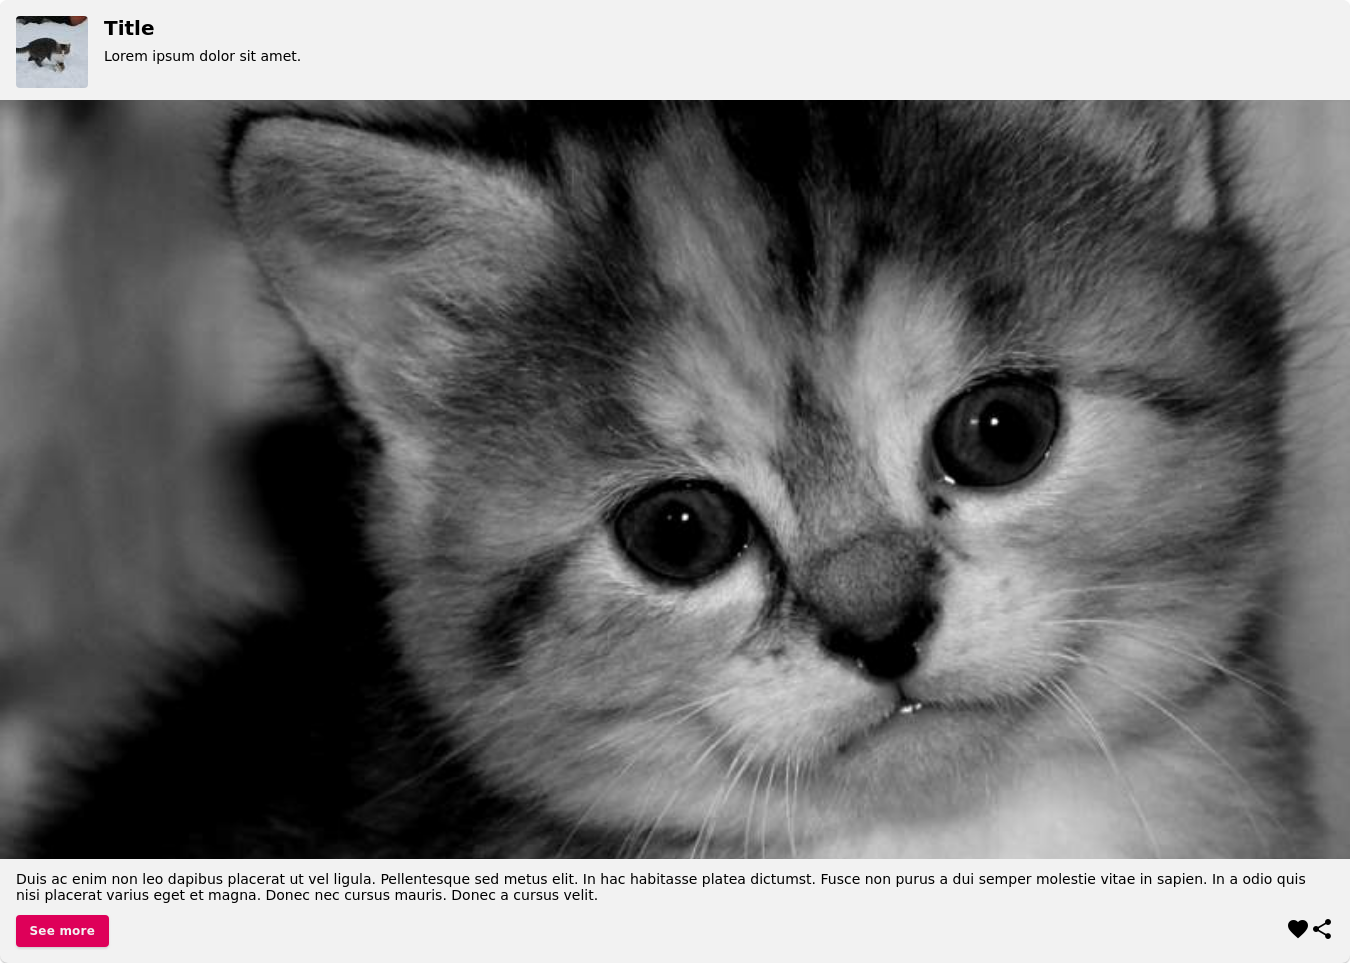 Title
Lorem ipsum dolor sit amet.
Duis ac enim non leo dapibus placerat ut vel ligula. Pellentesque sed metus elit. In hac habitasse platea dictumst. Fusce non purus a dui semper molestie vitae in sapien. In a odio quis
nisi placerat varius eget et magna. Donec nec cursus mauris. Donec a cursus velit.
See more